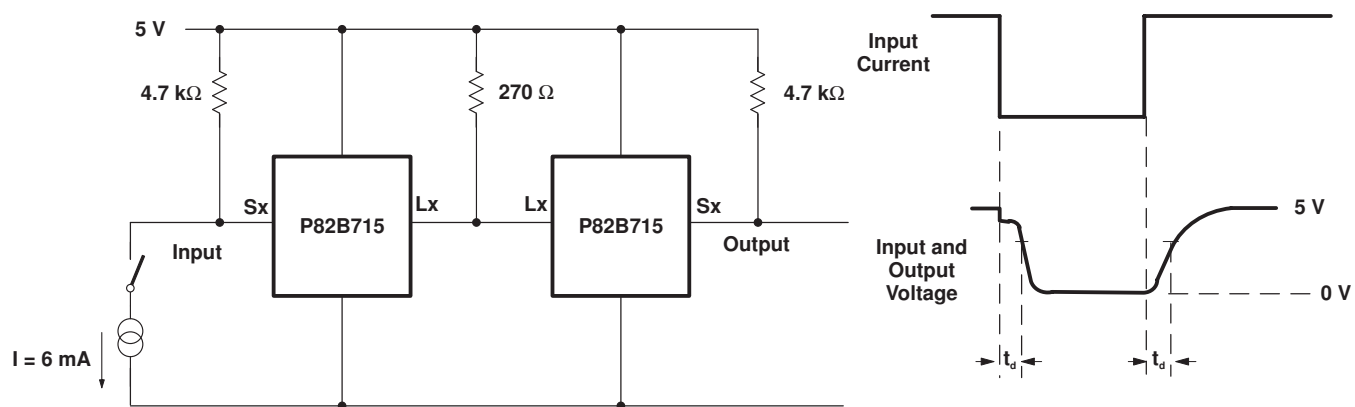 5 V
4.7 kΩ
270 Ω
4.7 kΩ
Sx
P82B715
Lx
Lx
P82B715
Sx
Input
Output
I = 6 mA
Input
Current
5 V
Input and
Output
Voltage
0 V
td
td